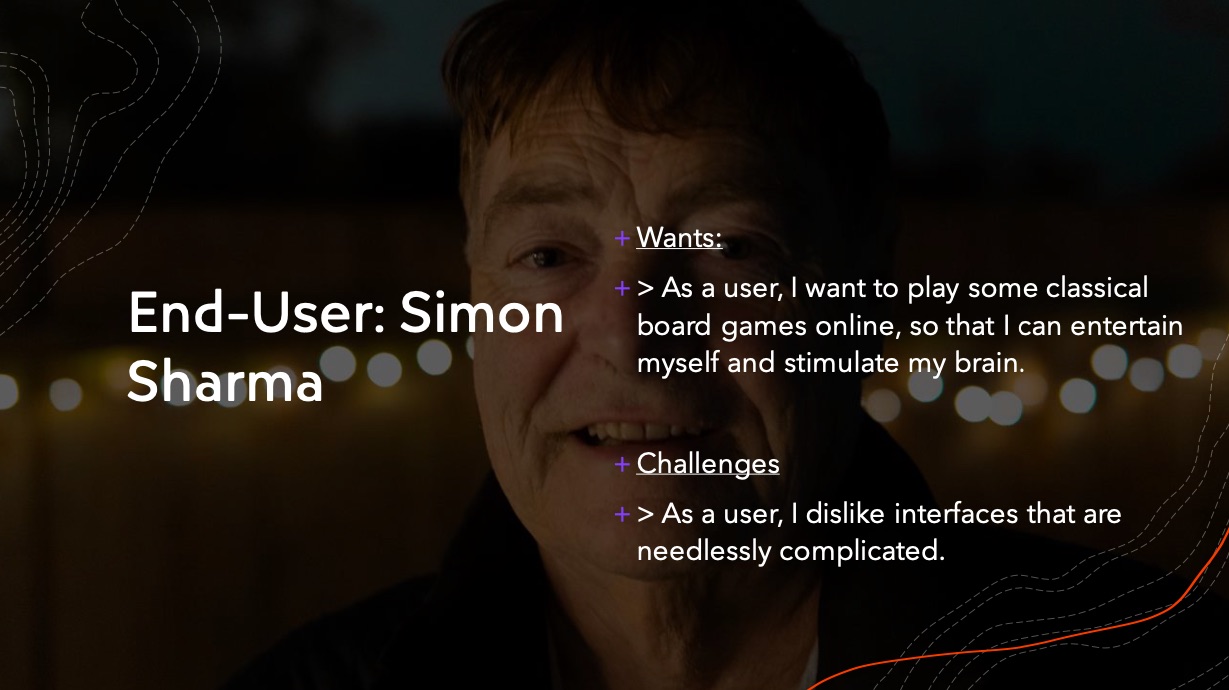 End-User: Simon
Sharma
+ Wants:
+ > As a user, I want to play some classical
board games online, so that I can entertain
myself and stimulate my brain.
+ Challenges
+ > As a user, I dislike interfaces that are
needlessly complicated.